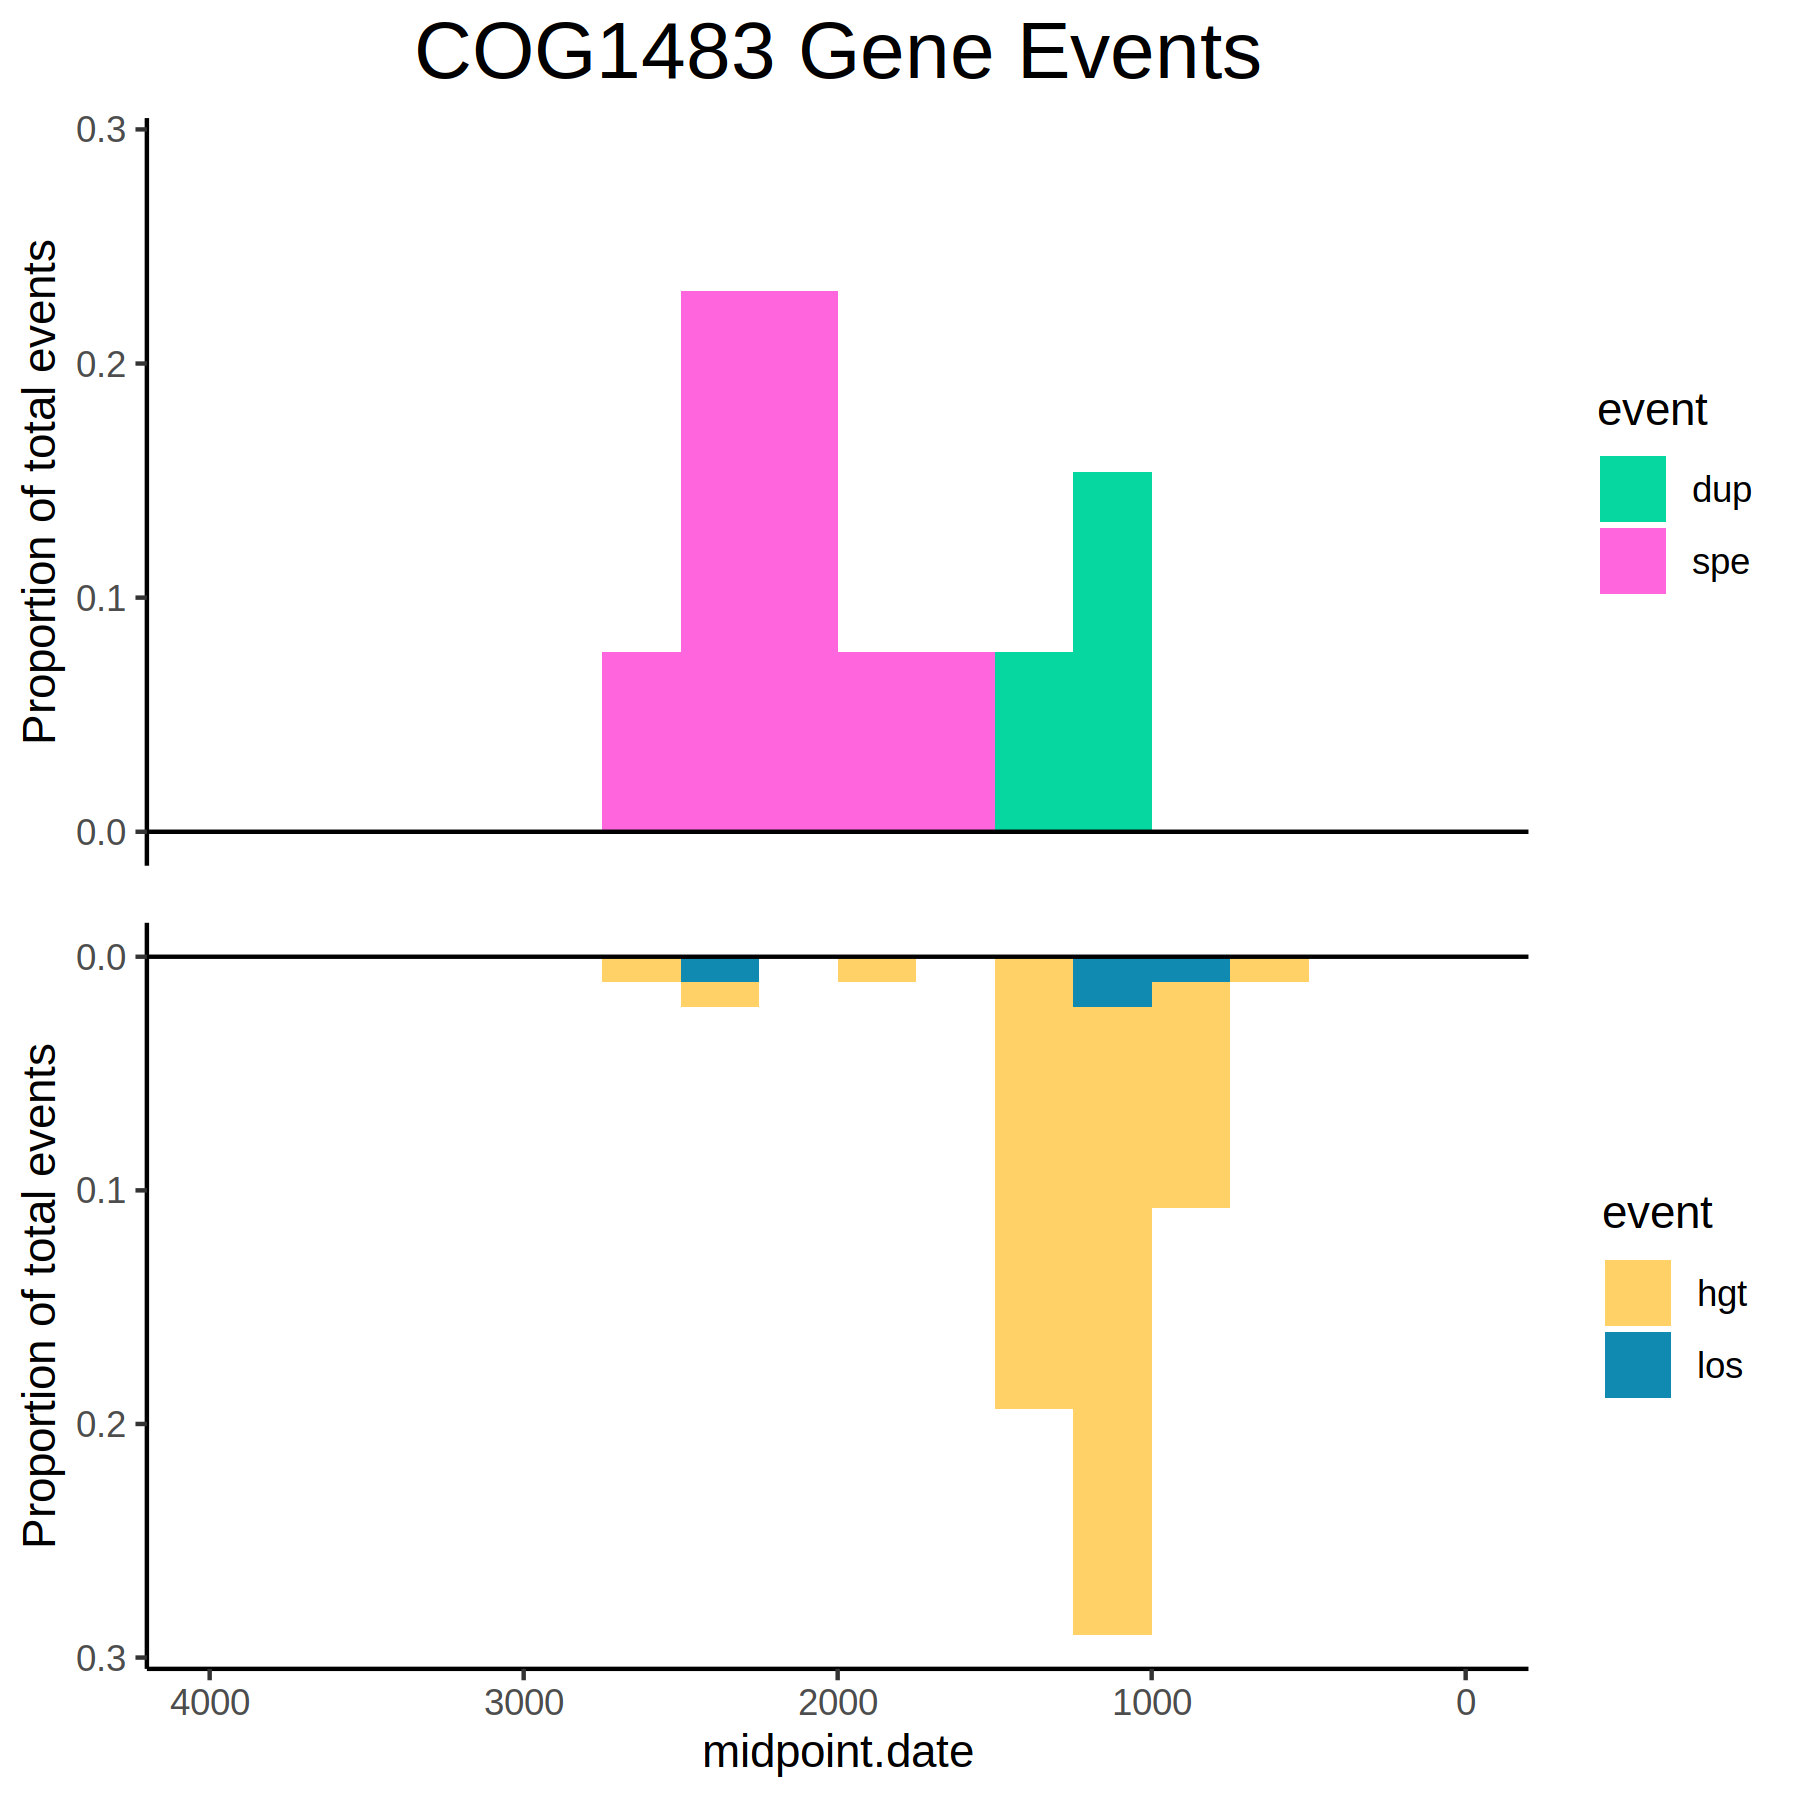 COG1483 Gene Events
Proportion of total events
0.3
0.2
0.1
0.0
event
dup
spe
Proportion of total events
0.0
0.1
0.2
0.3
event
hgt
los
4000 3000 2000 1000 0
midpoint.date